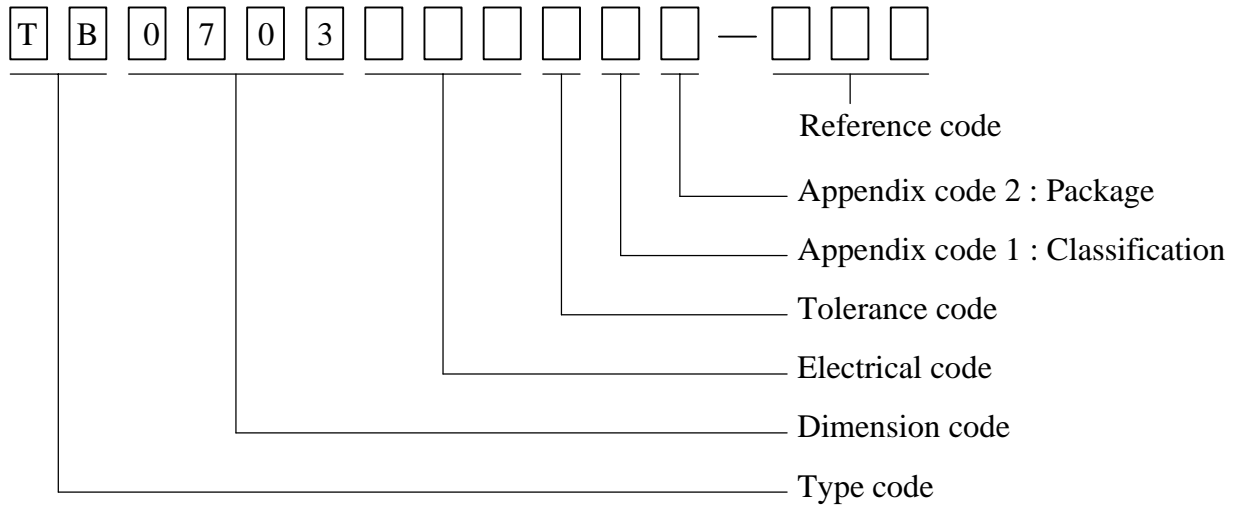 T B 0 7 0 3 —
Reference code
Appendix code 2 : Package
Appendix code 1 : Classification
Tolerance code
Electrical code
Dimension code
Type code